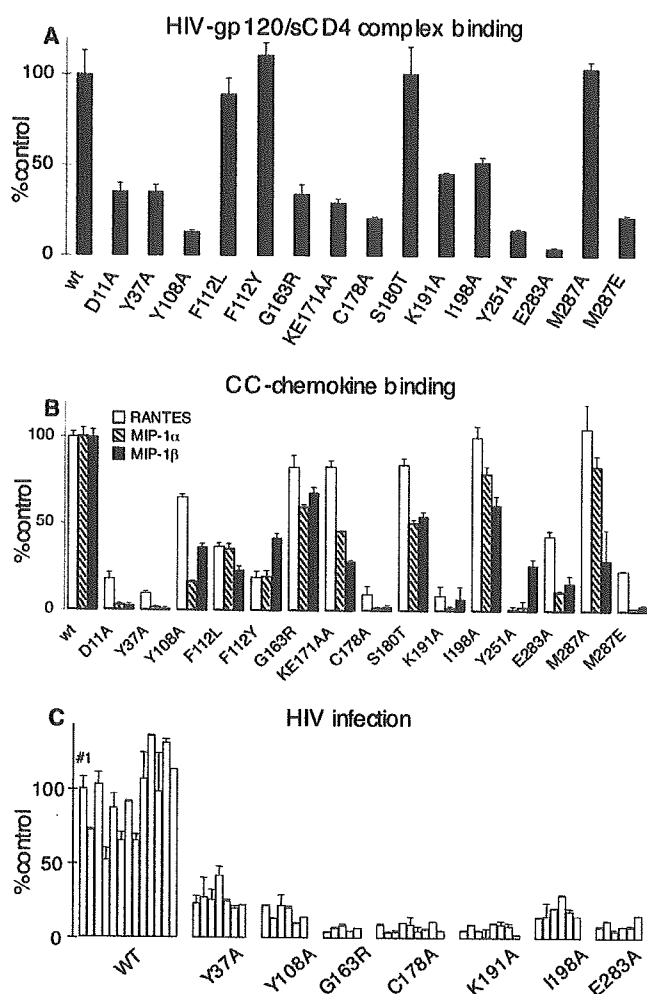 A
HIV-gp120/sCD4 complex binding
%control
100
50
0
wt D11A Y37A Y108A F112L F112Y G163R KE171AA C178A S180T K191A I198A Y251A E283A M287A M287E
B
CC-chemokine binding
RANTES
MIP-1α
MIP-1β
%control
100
50
0
wt D11A Y37A Y108A F112L F112Y G163R KE171AA C178A S180T K191A I198A Y251A E283A M287A M287E
C
HIV infection
#1
%control
100
50
0
WT Y37A Y108A G163R C178A K191A I198A E283A